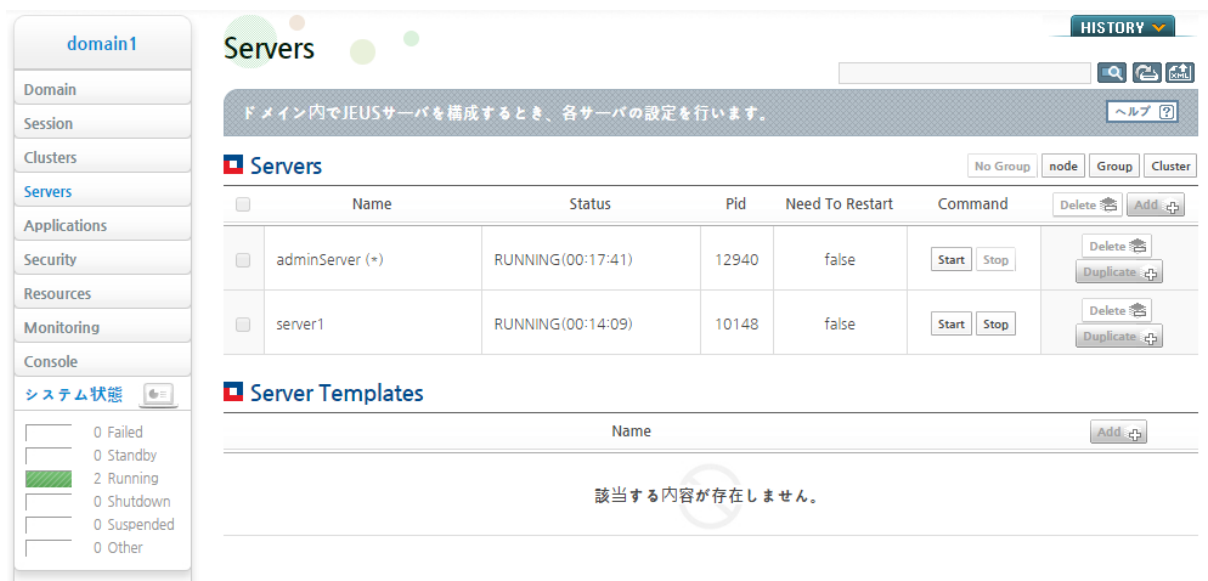 domain1
Domain
Session
Clusters
Servers
Applications
Security
Resources
Monitoring
Console
システム状態
0 Failed
0 Standby
2 Running
0 Shutdown
0 Suspended
0 Other
HISTORY
Servers
XML
ドメイン内でJEUSサーバを構成するとき、各サーバの設定を行います。 ヘルプ ?
Servers No Group node Group Cluster
Name Status Pid Need To Restart Command Delete Add
adminServer (*) RUNNING(00:17:41) 12940 false Start Stop Delete Duplicate
server1 RUNNING(00:14:09) 10148 false Start Stop Delete Duplicate
Server Templates
Name Add
該当する内容が存在しません。